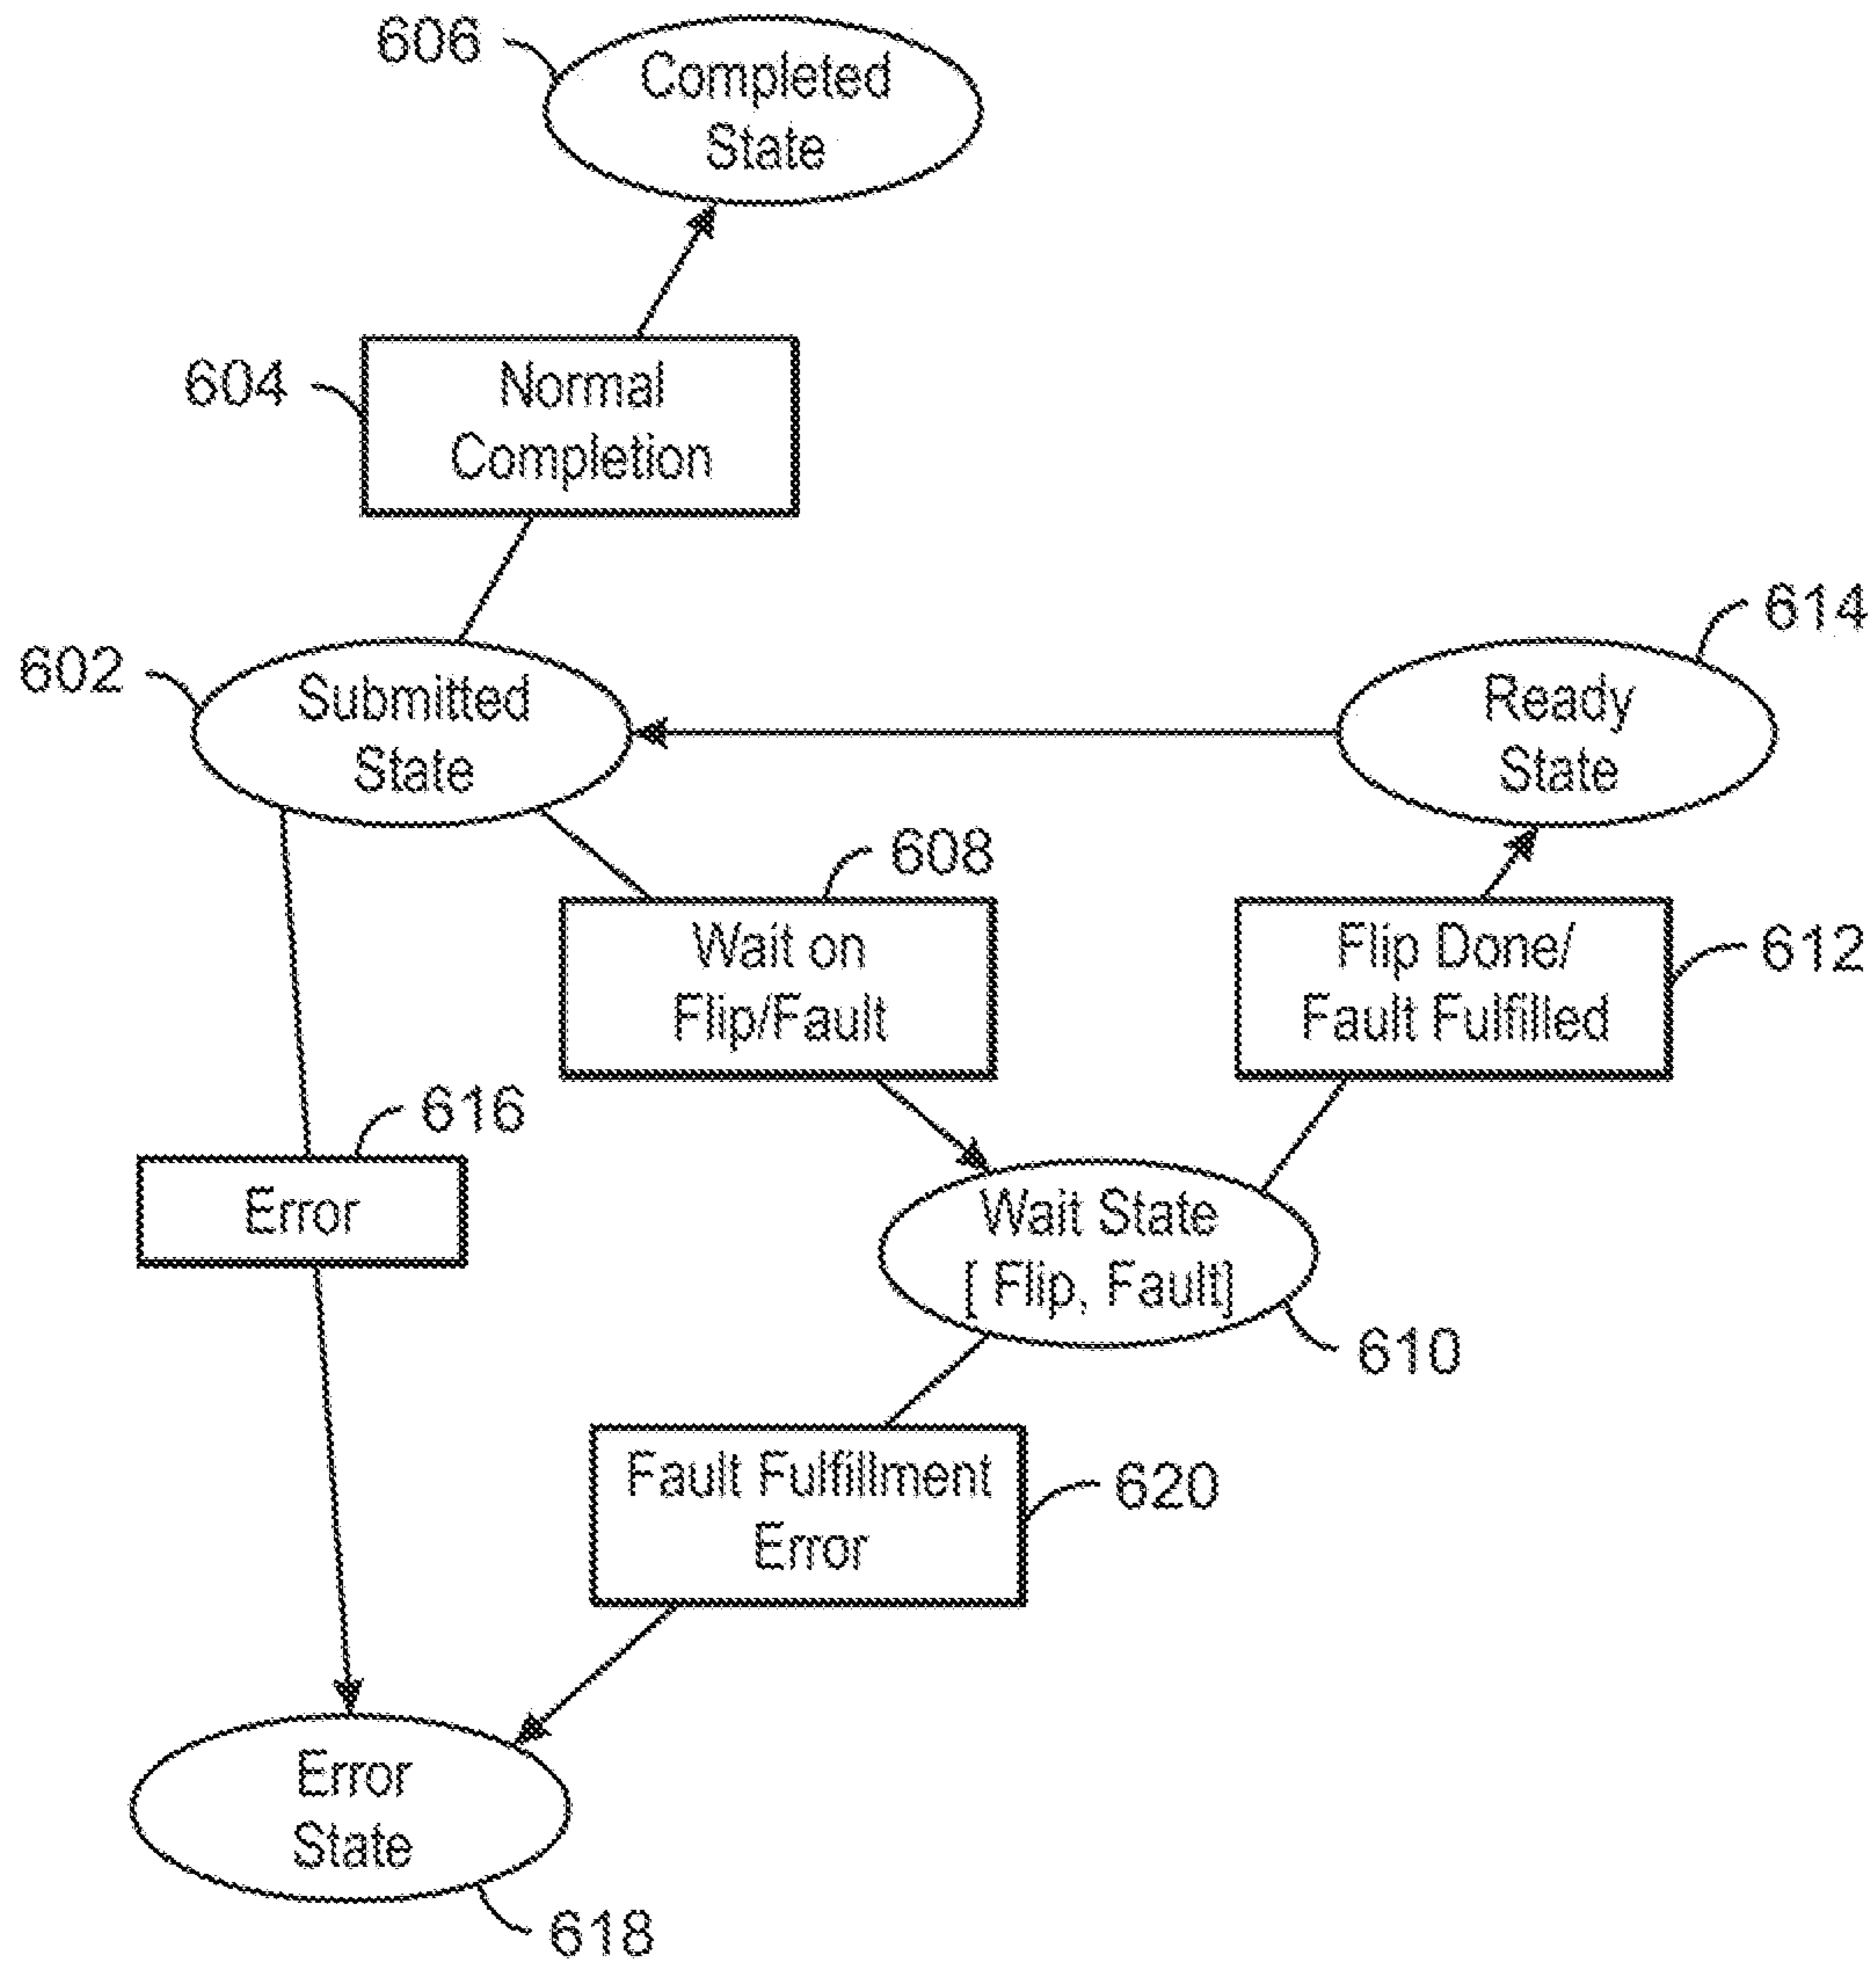 606
Completed
State
604
Normal
Completion
614
602
Submitted
State
Ready
State
608
Wait on
Flip/Fault
Flip Done/
Fault Fulfilled
612
616
Error
Wait State
[ Flip, Fault]
610
Fault Fulfillment
Error
620
Error
State
618